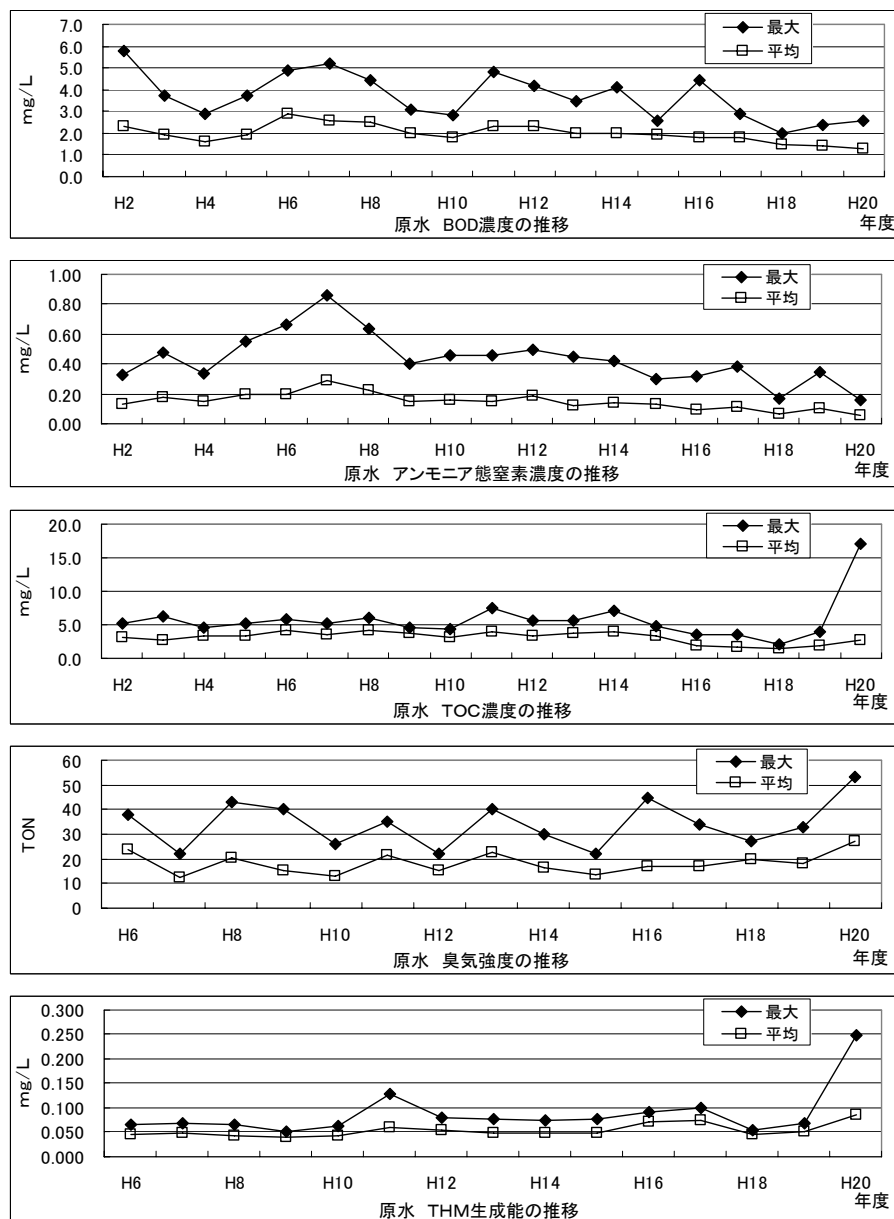 7.0
6.0
5.0
4.0
3.0
2.0
1.0
0.0
mg/L
最大
平均
H2 H4 H6 H8 H10 H12 H14 H16 H18 H20
原水 BOD濃度の推移
年度
1.00
0.80
0.60
0.40
0.20
0.00
mg/L
最大
平均
H2 H4 H6 H8 H10 H12 H14 H16 H18 H20
原水 アンモニア態窒素濃度の推移
年度
20.0
15.0
10.0
5.0
0.0
mg/L
最大
平均
H2 H4 H6 H8 H10 H12 H14 H16 H18 H20
原水 TOC濃度の推移
年度
60
50
40
30
20
10
0
TON
最大
平均
H6 H8 H10 H12 H14 H16 H18 H20
原水 臭気強度の推移
年度
0.300
0.250
0.200
0.150
0.100
0.050
0.000
mg/L
最大
平均
H6 H8 H10 H12 H14 H16 H18 H20
原水 THM生成能の推移
年度